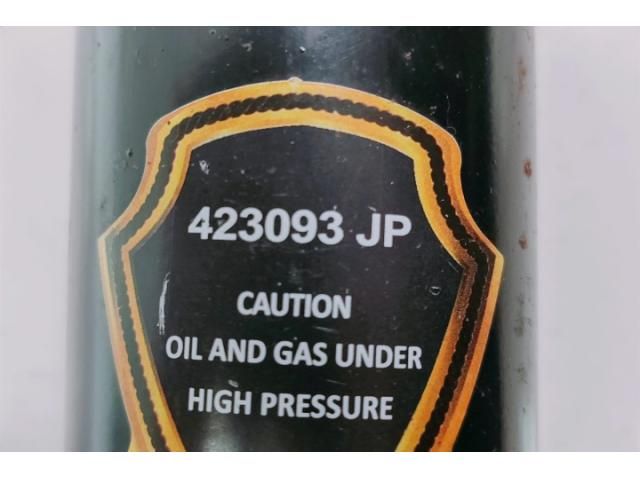 423093 JP
CAUTION
OIL AND GAS UNDER
HIGH PRESSURE